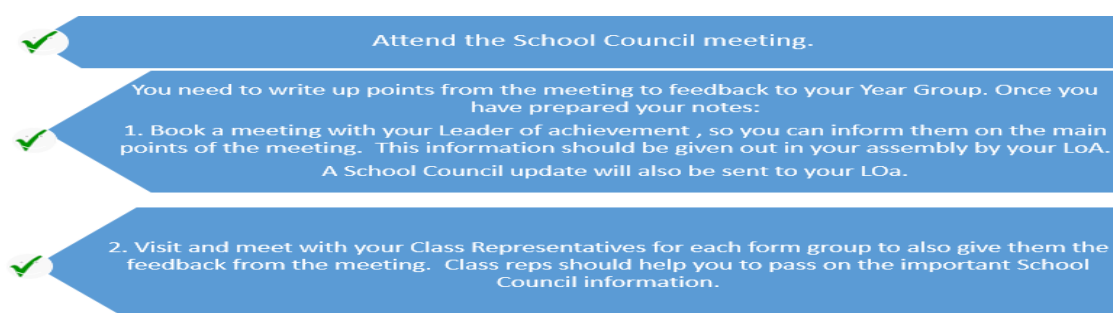 Attend the School Council meeting.
You need to write up points from the meeting to feedback to your Year Group. Once you
have prepared your notes:
1. Book a meeting with your Leader of achievement , so you can inform them on the main
points of the meeting.  This information should be given out in your assembly by your LoA.
A School Council update will also be sent to your LOa.
2. Visit and meet with your Class Representatives for each form group to also give them the
feedback from the meeting.  Class reps should help you to pass on the important School
Council information.